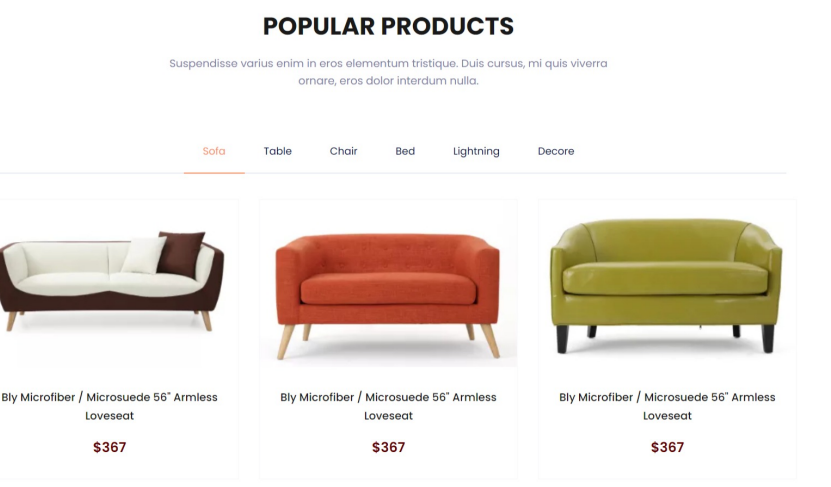 POPULAR PRODUCTS
Suspendisse varius enim in eros elementum tristique. Duis cursus, mi quis viverra
ornare, eros dolor interdum nulla.
Sofa Table Chair Bed Lightning Decore
Bly Microfiber / Microsuede 56" Armless
Loveseat
$367
Bly Microfiber / Microsuede 56" Armless
Loveseat
$367
Bly Microfiber / Microsuede 56" Armless
Loveseat
$367